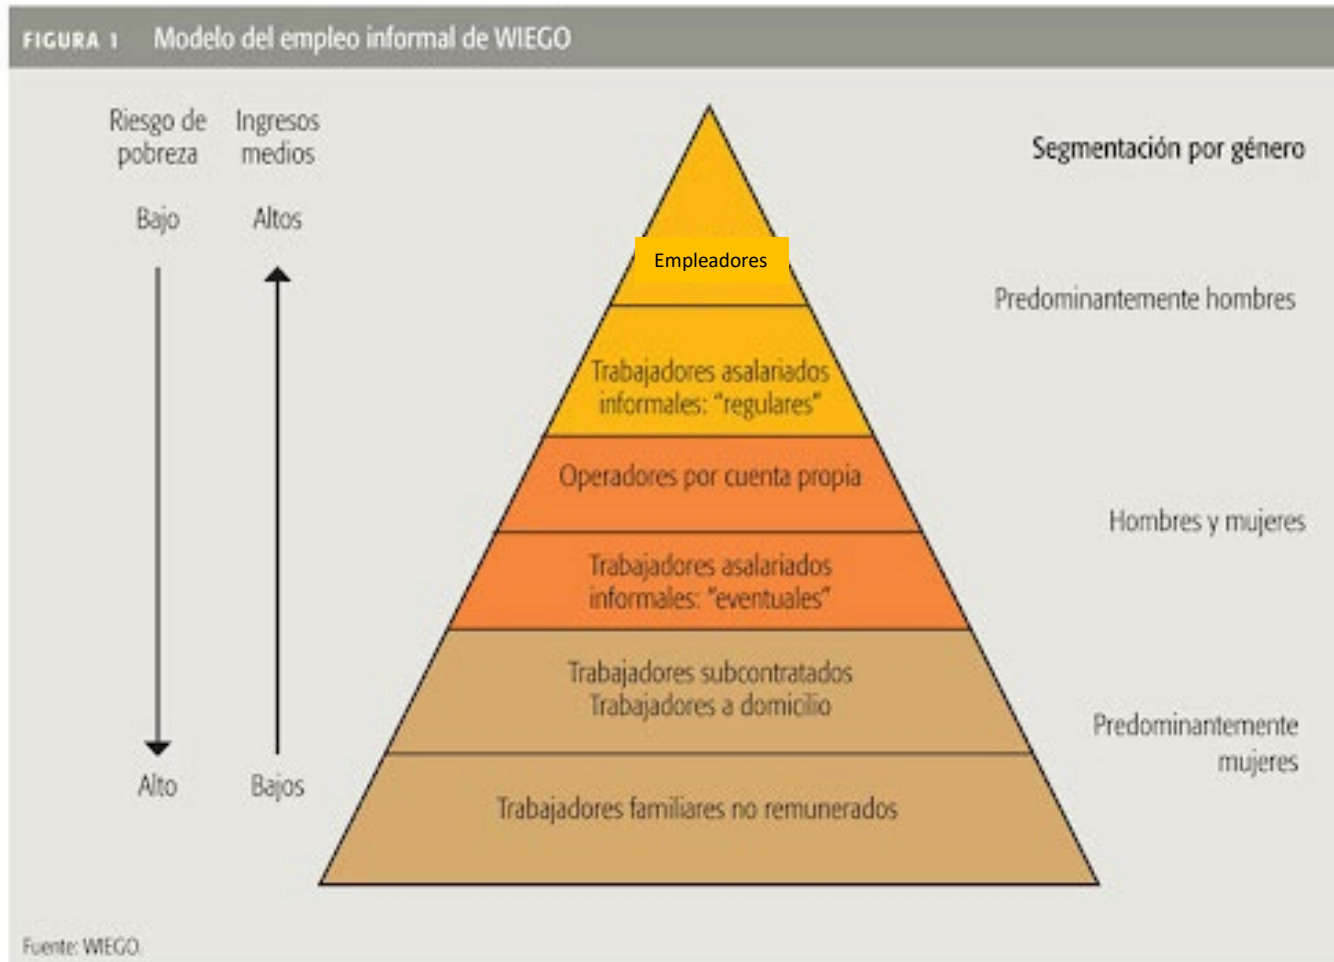 FIGURA 1 Modelo del empleo informal de WIEGO
Riesgo de
pobreza
Ingresos
medios
Segmentación por género
Bajo
Altos
Empleadores
Predominantemente hombres
Trabajadores asalariados
informales: “regulares”
Operadores por cuenta propia
Hombres y mujeres
Trabajadores asalariados
informales: “eventuales”
Trabajadores subcontratados
Trabajadores a domicilio
Predominantemente
mujeres
Alto
Bajos
Trabajadores familiares no remunerados
Fuente: WIEGO.